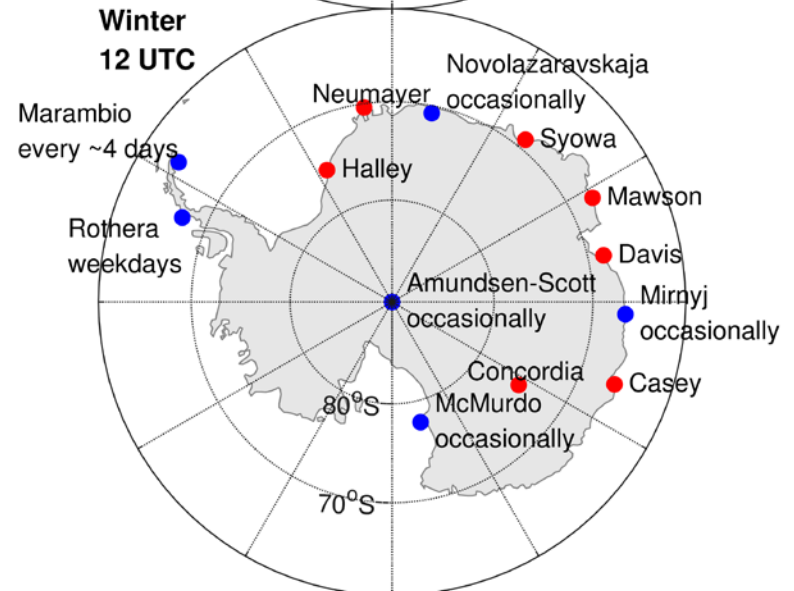 Winter
12 UTC
Novolazaravskaja
occasionally
Neumayer
Marambio
every ~4 days
Syowa
Halley
Mawson
Rothera
weekdays
Davis
Amundsen-Scott
occasionally
Mirnyj
occasionally
Concordia
Casey
80°S
McMurdo
occasionally
70°S